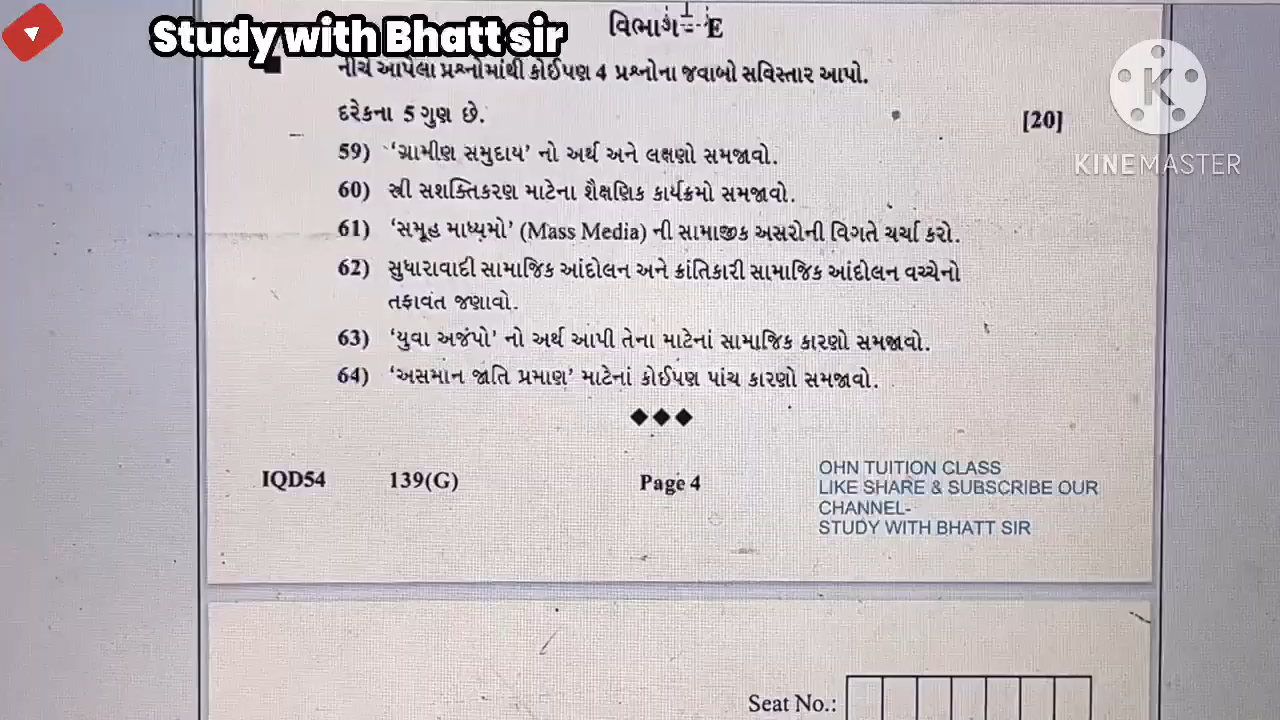 Study with Bhatt sir
વિભાગ - E
નીચે આપેલા પ્રશ્નોમાંથી કોઈપણ 4 પ્રશ્નોના જવાબો સવિસ્તાર આપો.
દરેકના 5 ગુણ છે. [20]
59) 'ગ્રામીણ સમુદાય' નો અર્થ અને લક્ષણો સમજાવો.
60) સ્ત્રી સશક્તિકરણ માટેના શૈક્ષણિક કાર્યક્રમો સમજાવો.
61) 'સમૂહ માધ્યમો' (Mass Media) ની સામાજીક અસરોની વિગતે ચર્ચા કરો.
62) સુધારાવાદી સામાજિક આંદોલન અને ક્રાંતિકારી સામાજિક આંદોલન વચ્ચેનો
તફાવત જણાવો.
63) 'યુવા અજંપો' નો અર્થ આપી તેના માટેનાં સામાજિક કારણો સમજાવો.
64) 'અસમાન જાતિ પ્રમાણ' માટેનાં કોઈપણ પાંચ કારણો સમજાવો.
IQD54 139(G) Page 4
OHN TUITION CLASS
LIKE SHARE & SUBSCRIBE OUR
CHANNEL-
STUDY WITH BHATT SIR
K
KINEMASTER
Seat No.: